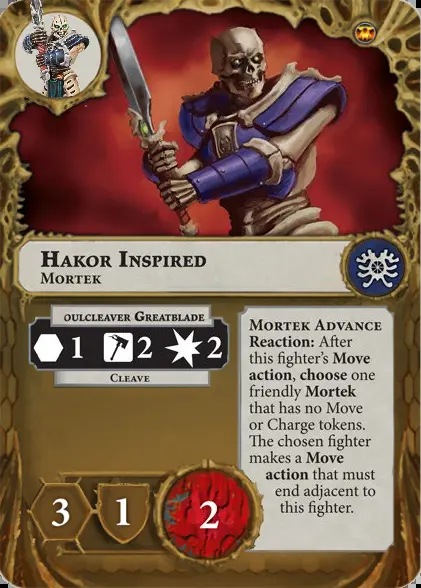 HAKOR INSPIRED
MORTEK
OULCLEAVER GREATBLADE
1 2 2
CLEAVE
MORTEK ADVANCE
Reaction: After
this fighter's Move
action, choose one
friendly Mortek
that has no Move
or Charge tokens.
The chosen fighter
makes a Move
action that must
end adjacent to
this fighter.
3 1 2